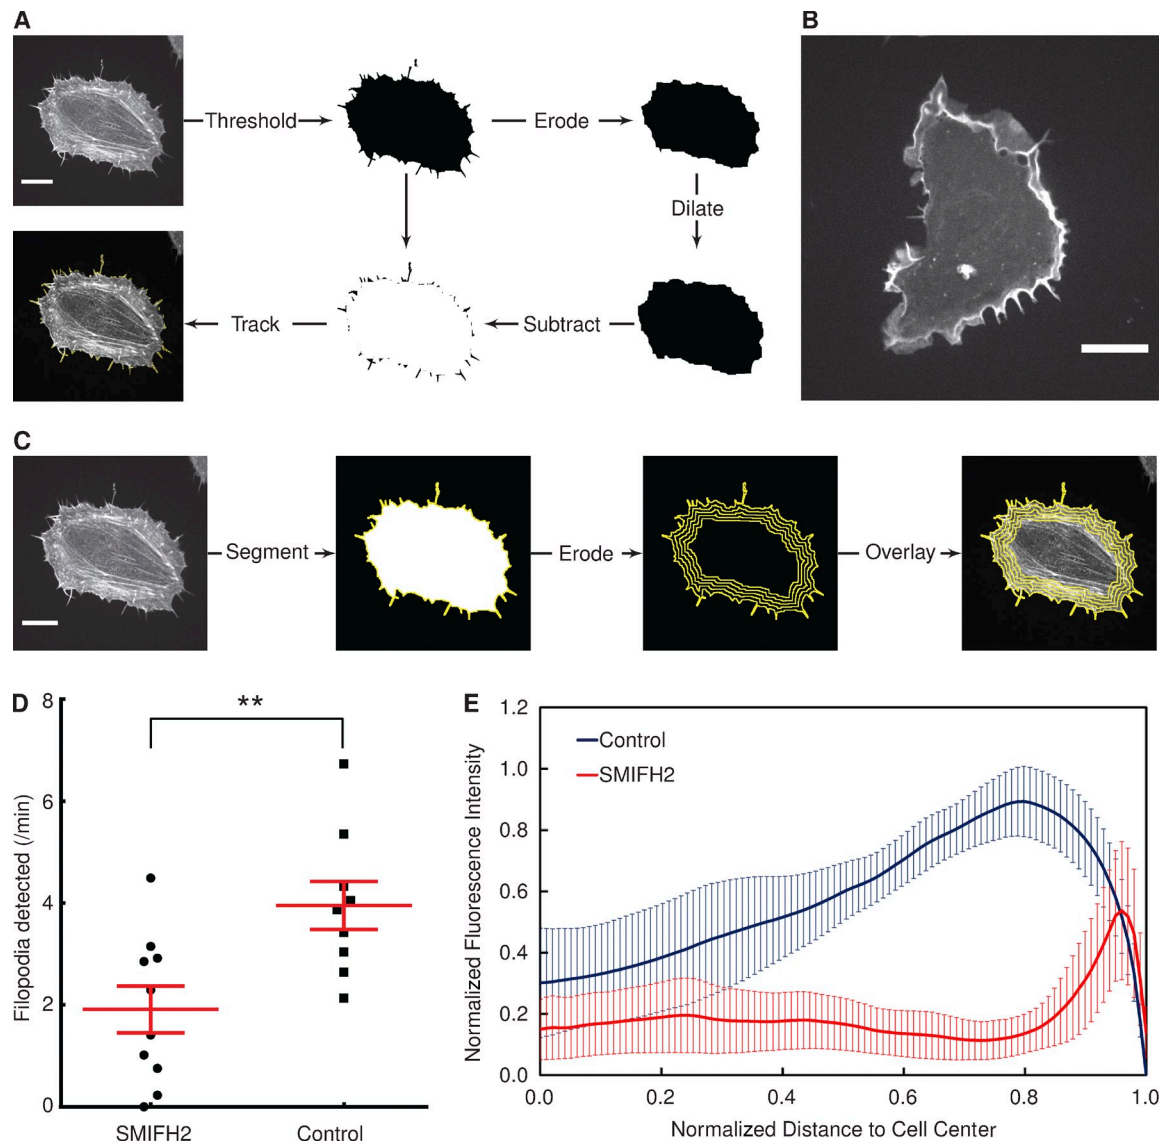 A
B
Threshold
Erode
Dilate
Track
Subtract
C
Segment
Erode
Overlay
D
Filopodia detected (/min)
8
6
4
2
0
**
SMIFH2
Control
E
Normalized Fluorescence Intensity
1.2
1.0
0.8
0.6
0.4
0.2
0.0
Control
SMIFH2
0.0 0.2 0.4 0.6 0.8 1.0
Normalized Distance to Cell Center